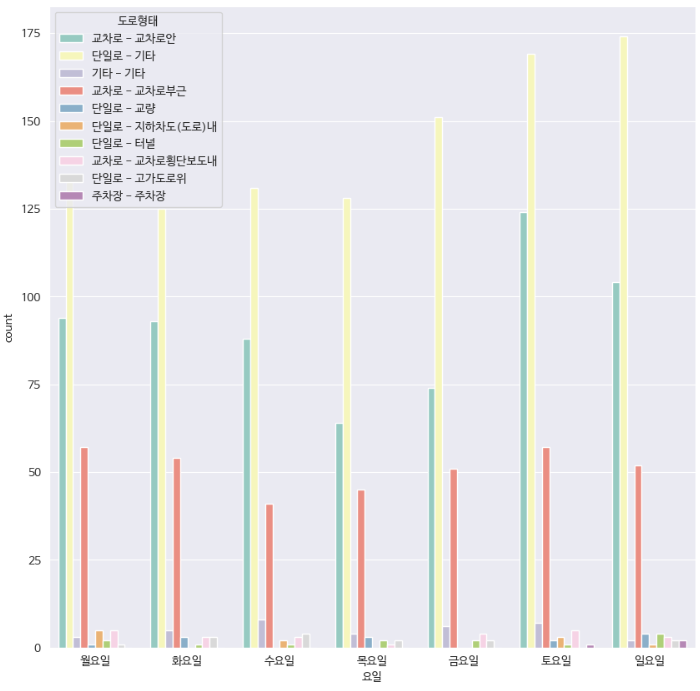 도로형태
교차로 - 교차로안
단일로 - 기타
기타 - 기타
교차로 - 교차로부근
단일로 - 교량
단일로 - 지하차도(도로)내
단일로 - 터널
교차로 - 교차로횡단보도내
단일로 - 고가도로위
주차장 - 주차장
175
150
125
100
75
50
25
0
count
월요일 화요일 수요일 목요일 금요일 토요일 일요일
요일